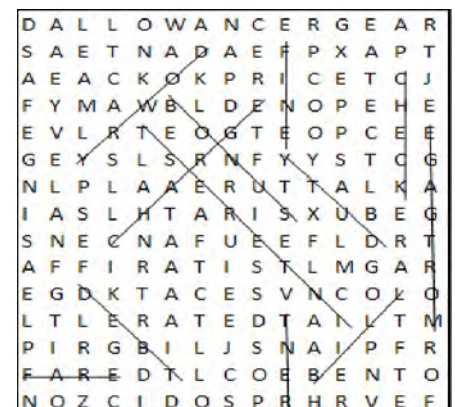 D A L L O W A N C E R G E A R
S A E T N A D A E F P X A P T
A E A C K O K P R I C E T C J
F Y M A W B L D E N O P E H E
E V L R T E O G T E O P C E E
G E Y S L S R N F Y Y S T C G
N L P L A A E R U T T A L K A
I A S L H T A R I S X U B E G
S N E C N A F U E E F L D R T
A F F I R A T I S T L M G A R
E G D K T A C E S V N C O L O
L T L E R A T E D T A I L T M
P I R G B I L J S N A I P F R
F A R E D T L C O E B E N T O
N O Z C I D O S P R H R V E F